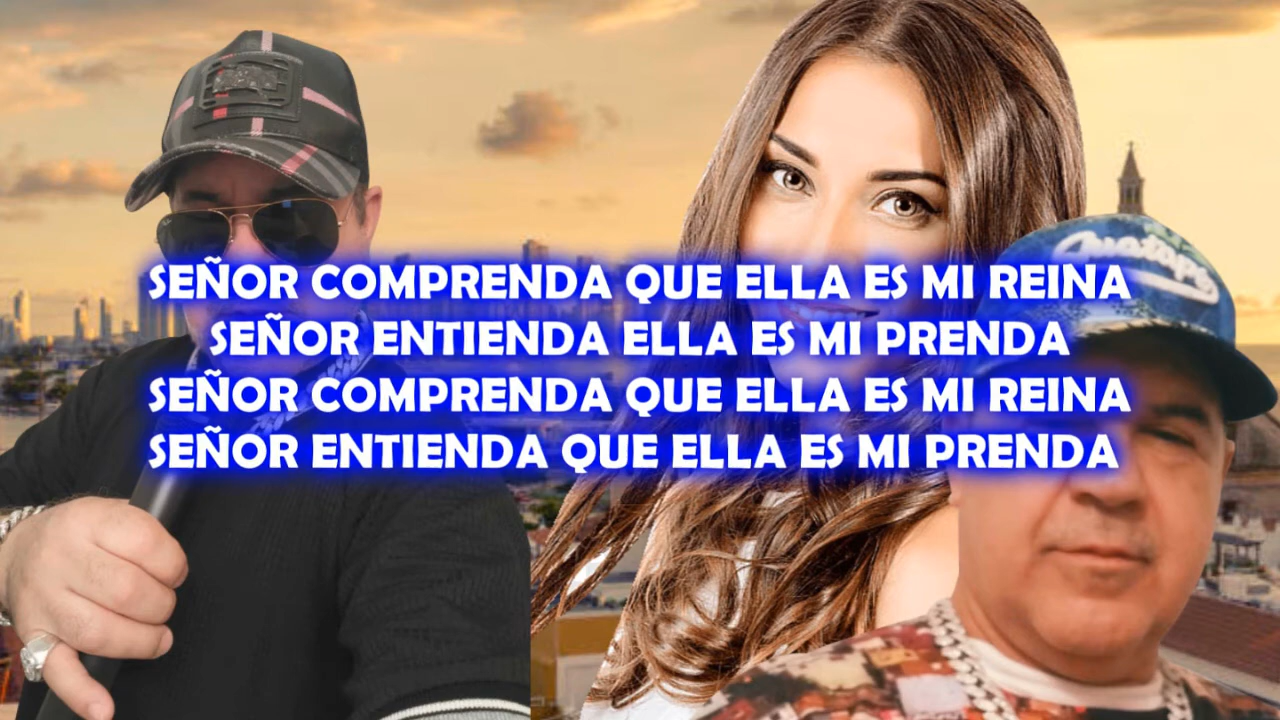 SEÑOR COMPRENDA QUE ELLA ES MI REINA
SEÑOR ENTIENDA ELLA ES MI PRENDA
SEÑOR COMPRENDA QUE ELLA ES MI REINA
SEÑOR ENTIENDA QUE ELLA ES MI PRENDA
Guatape